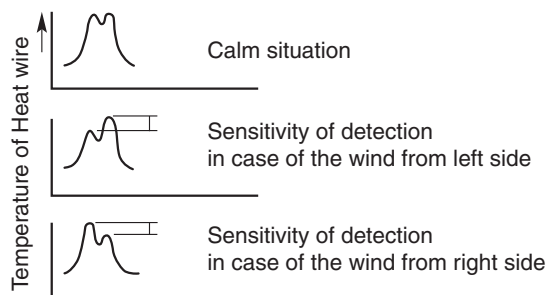 Temperature of Heat wire
Calm situation
Sensitivity of detection
in case of the wind from left side
Sensitivity of detection
in case of the wind from right side